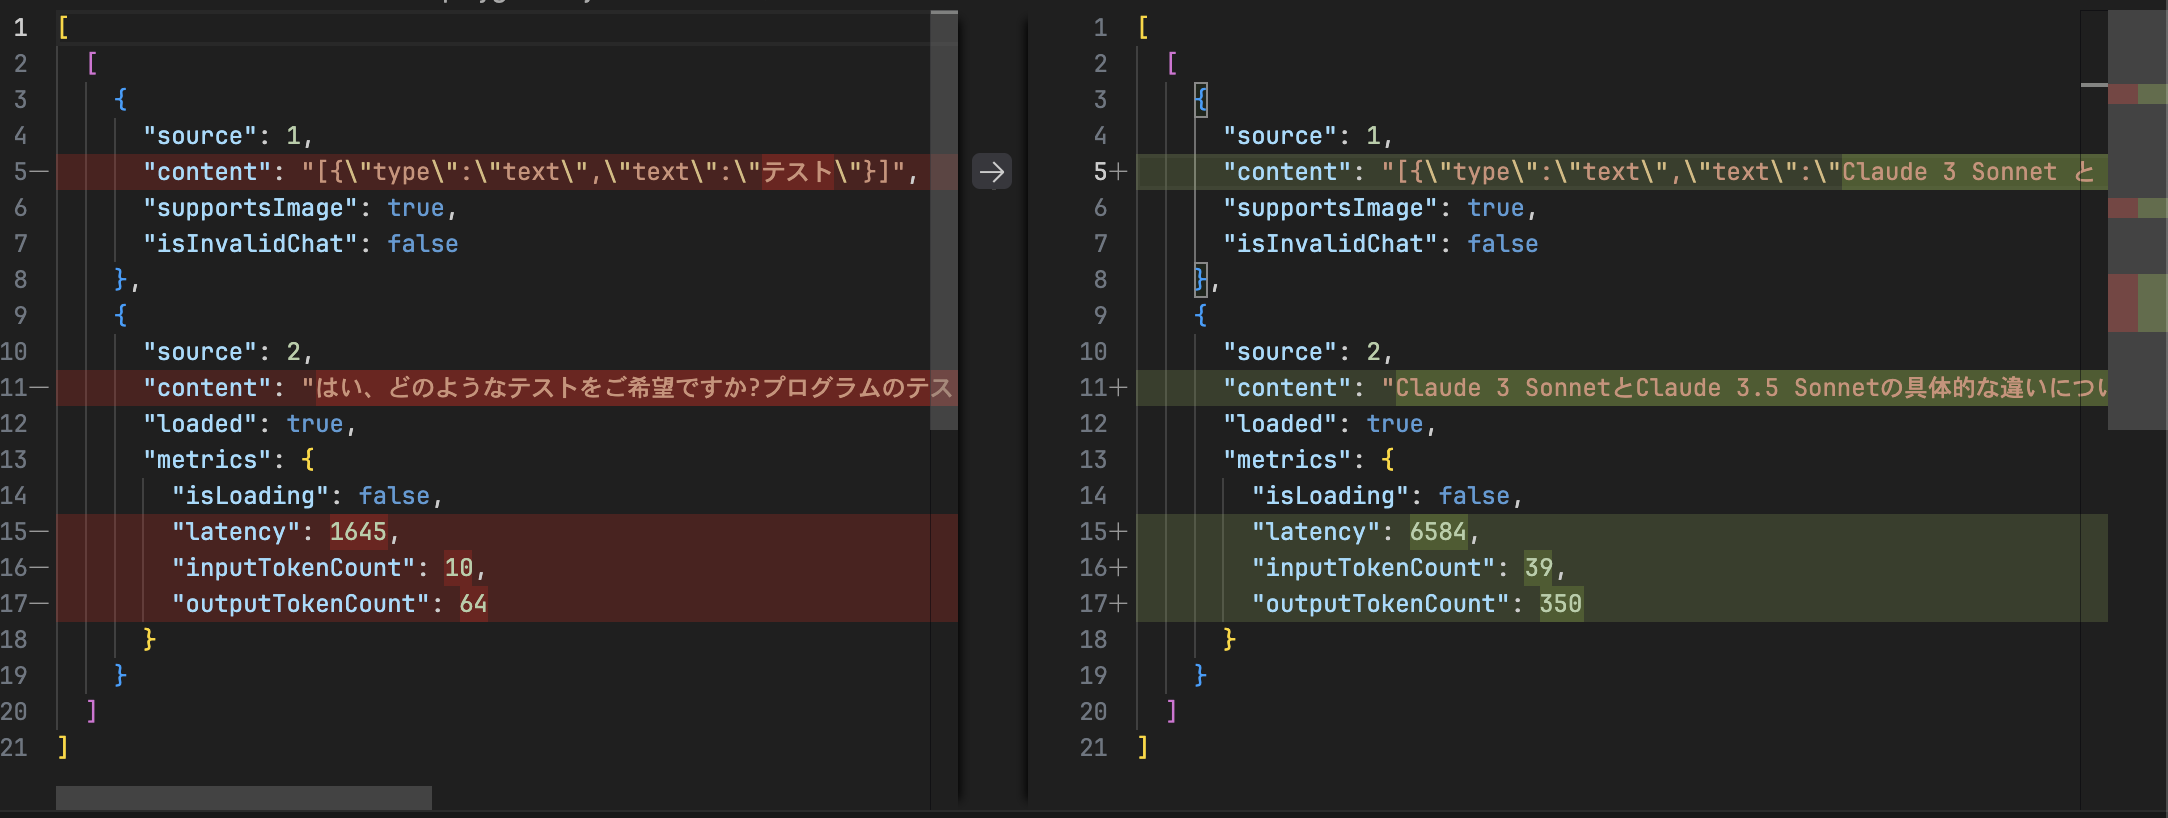 1 [
2 [
3 {
4 "source": 1,
5— "content": "[{\"type\":\"text\",\"text\":\"テスト\"}]",
6 "supportsImage": true,
7 "isInvalidChat": false
8 },
9 {
10 "source": 2,
11— "content": "はい、どのようなテストをご希望ですか?プログラムのテス
12 "loaded": true,
13 "metrics": {
14 "isLoading": false,
15— "latency": 1645,
16— "inputTokenCount": 10,
17— "outputTokenCount": 64
18 }
19 }
20 ]
21 ]
1 [
2 [
3 {
4 "source": 1,
5+ "content": "[{\"type\":\"text\",\"text\":\"Claude 3 Sonnet と
6 "supportsImage": true,
7 "isInvalidChat": false
8 },
9 {
10 "source": 2,
11+ "content": "Claude 3 SonnetとClaude 3.5 Sonnetの具体的な違いについ
12 "loaded": true,
13 "metrics": {
14 "isLoading": false,
15+ "latency": 6584,
16+ "inputTokenCount": 39,
17+ "outputTokenCount": 350
18 }
19 }
20 ]
21 ]